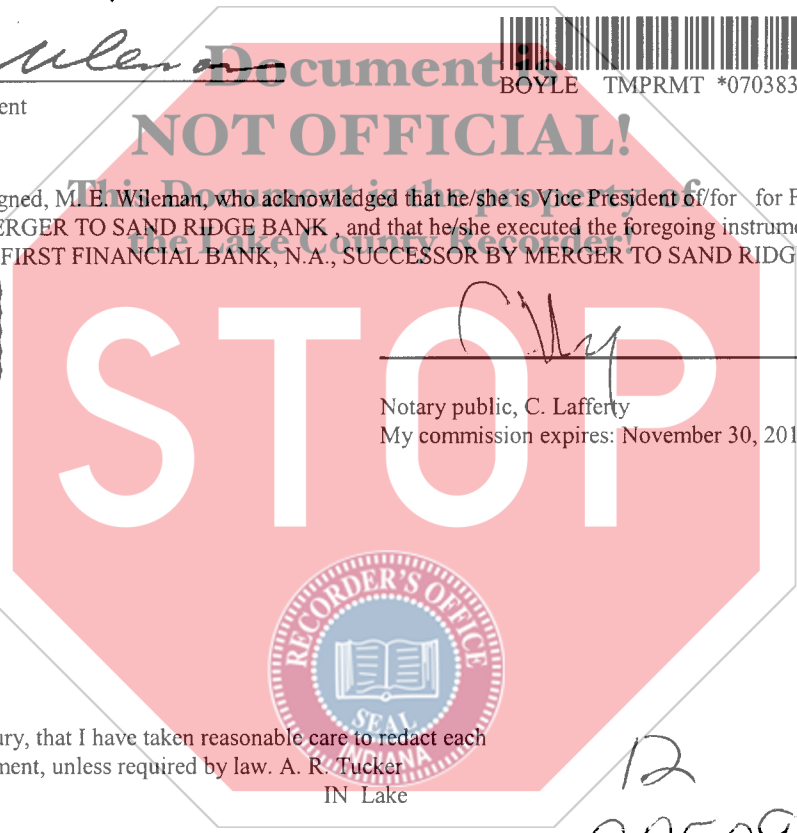 Wileman
BOYLE TMPRMT *070383
ent
Document is
NOT OFFICIAL!
This Document is the property of
the Lake County Recorder!
gned, M. E. Wileman, who acknowledged that he/she is Vice President of/for for F
ERGER TO SAND RIDGE BANK , and that he/she executed the foregoing instrume
FIRST FINANCIAL BANK, N.A., SUCCESSOR BY MERGER TO SAND RIDG
STOP
Notary public, C. Lafferty
My commission expires: November 30, 201
RECORDER'S OFFICE
SEAL
INDIANA
ury, that I have taken reasonable care to redact each
ment, unless required by law. A. R. Tucker
IN Lake
12